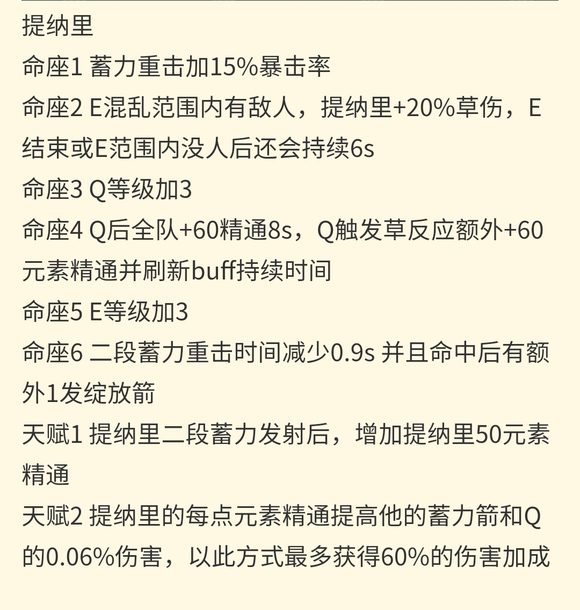 提纳里
命座1 蓄力重击加15%暴击率
命座2 E混乱范围内有敌人，提纳里+20%草伤，E
结束或E范围内没人后还会持续6s
命座3 Q等级加3
命座4 Q后全队+60精通8s，Q触发草反应额外+60
元素精通并刷新buff持续时间
命座5 E等级加3
命座6 二段蓄力重击时间减少0.9s 并且命中后有额
外1发绽放箭
天赋1 提纳里二段蓄力发射后，增加提纳里50元素
精通
天赋2 提纳里的每点元素精通提高他的蓄力箭和Q
的0.06%伤害，以此方式最多获得60%的伤害加成